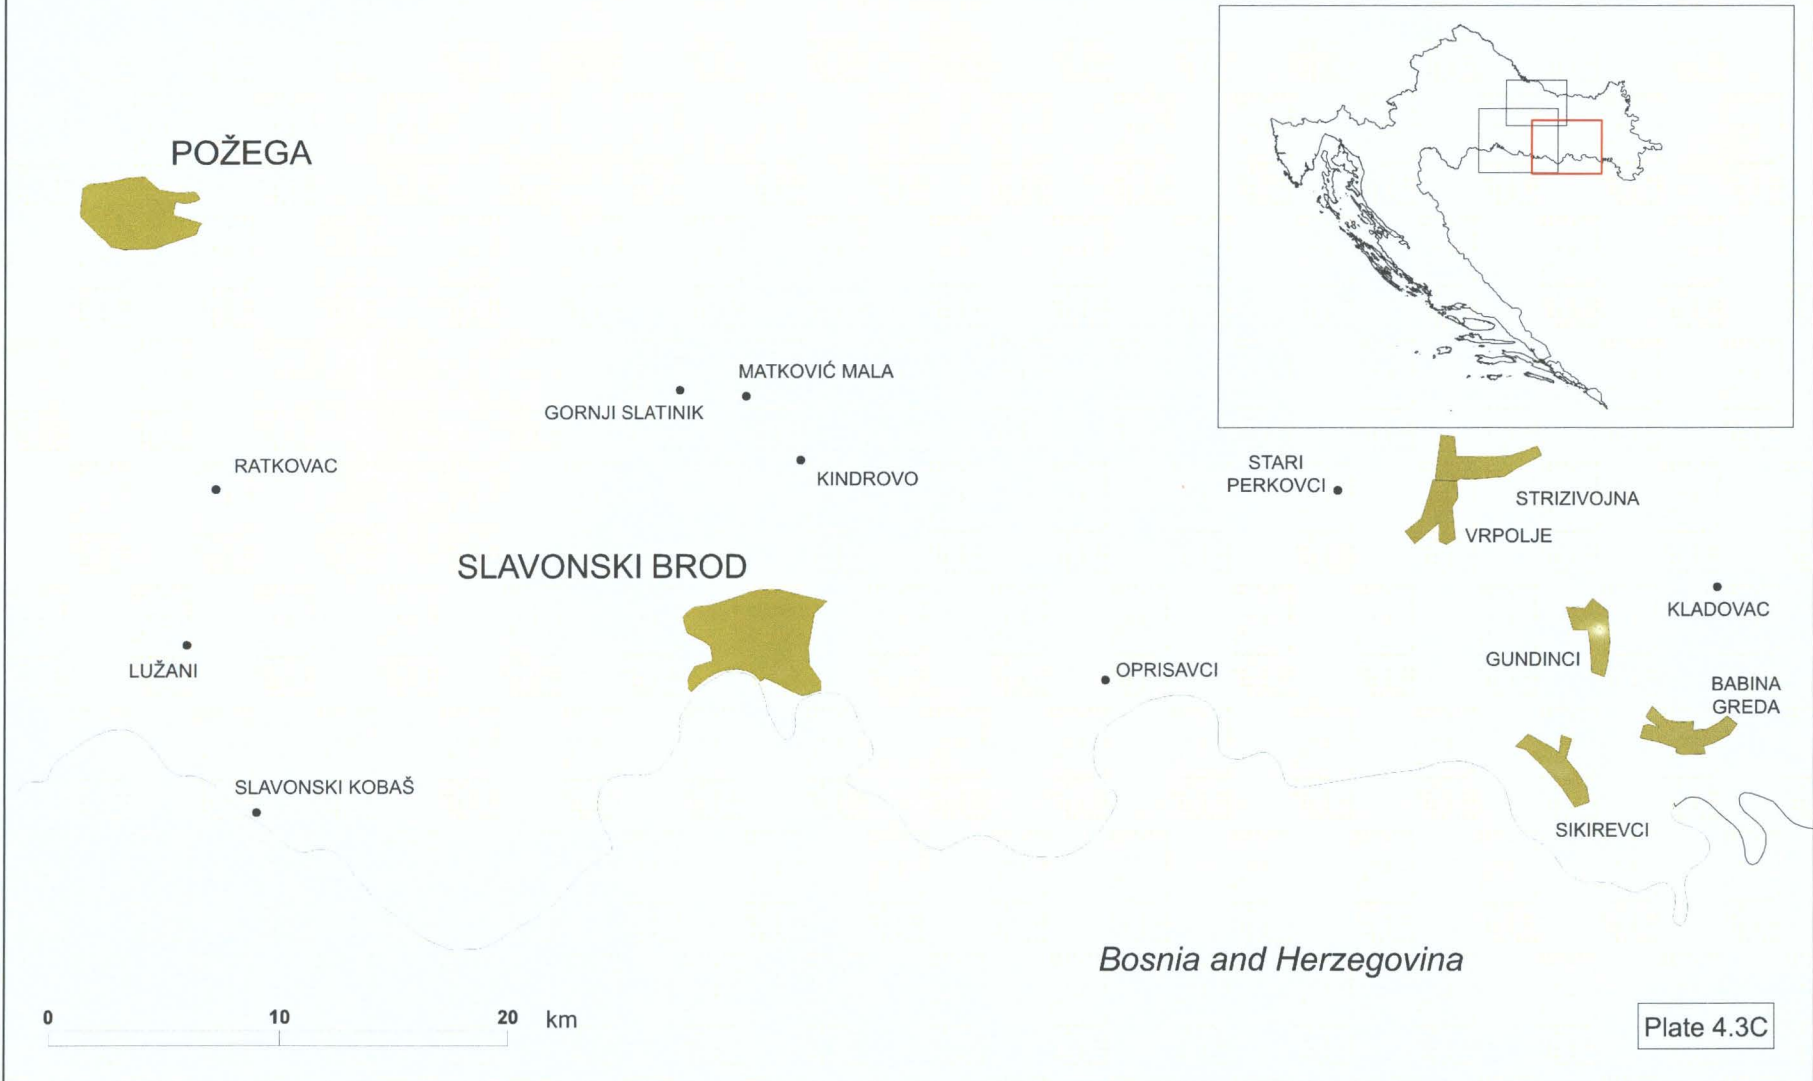 POŽEGA
MATKOVIĆ MALA
GORNJI SLATINIK
RATKOVAC
KINDROVO
STARI
PERKOVCI
STRIZIVOJNA
VRPOLJE
SLAVONSKI BROD
KLADOVAC
GUNDINCI
LUŽANI
OPRISAVCI
BABINA
GREDA
SLAVONSKI KOBAŠ
SIKIREVCI
Bosnia and Herzegovina
0 10 20 km
Plate 4.3C